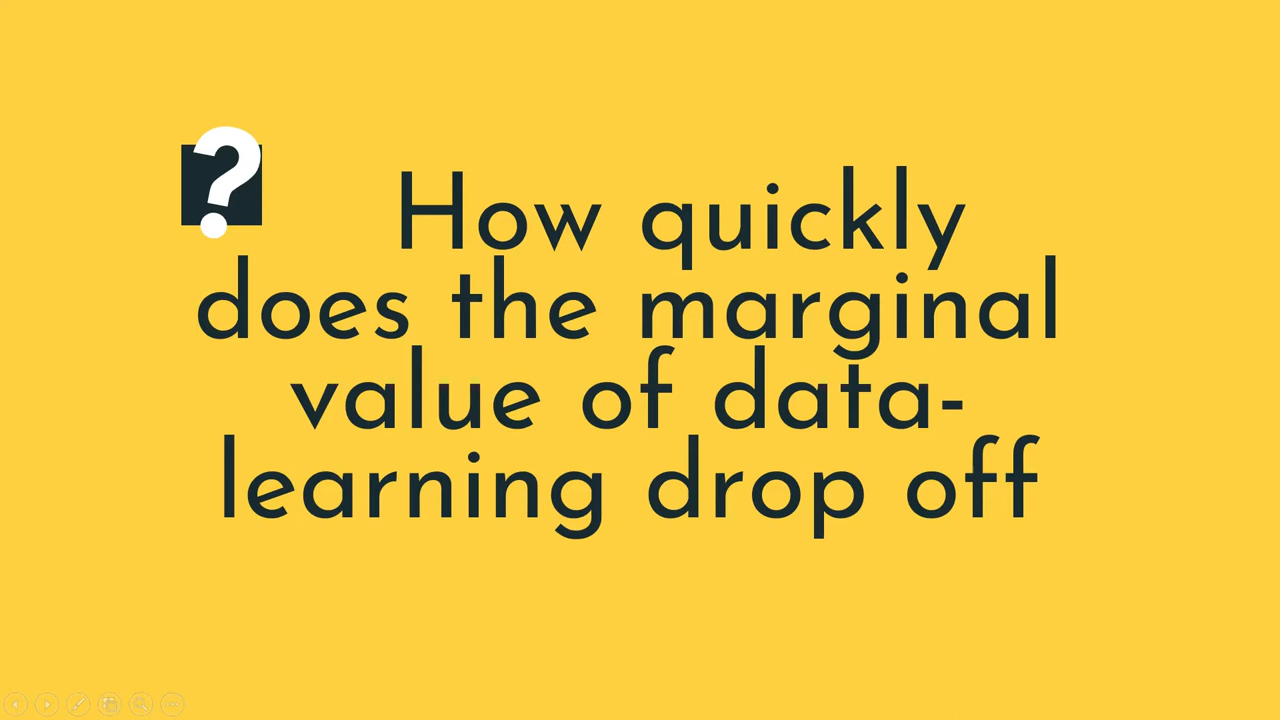 ?
How quickly
does the marginal
value of data-
learning drop off